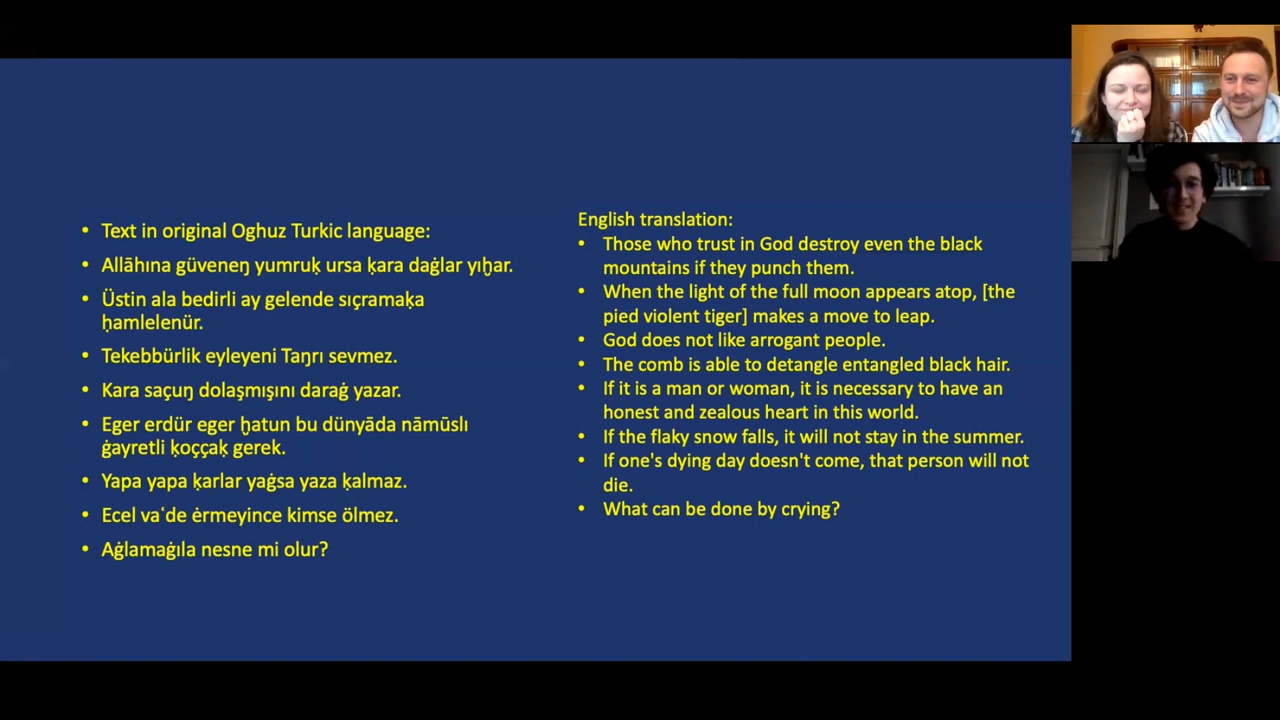 Text in original Oghuz Turkic language:
Allāhına güveneŋ yumruḳ ursa ḳara daġlar yıḫar.
Üstin ala bedirli ay gelende sıçramaḳa
ḥamlelenür.
Tekebbürlik eyleyeni Taŋrı sevmez.
Kara saçuŋ dolaşmışını daraġ yazar.
Eger erdür eger ḫatun bu dünyāda nāmūslı
ġayretli ḳoççaḳ gerek.
Yapa yapa ḳarlar yaġsa yaza ḳalmaz.
Ecel vaʿde ėrmeyince kimse ölmez.
Aġlamaġıla nesne mi olur?
English translation:
Those who trust in God destroy even the black
mountains if they punch them.
When the light of the full moon appears atop, [the
pied violent tiger] makes a move to leap.
God does not like arrogant people.
The comb is able to detangle entangled black hair.
If it is a man or woman, it is necessary to have an
honest and zealous heart in this world.
If the flaky snow falls, it will not stay in the summer.
If one's dying day doesn't come, that person will not
die.
What can be done by crying?